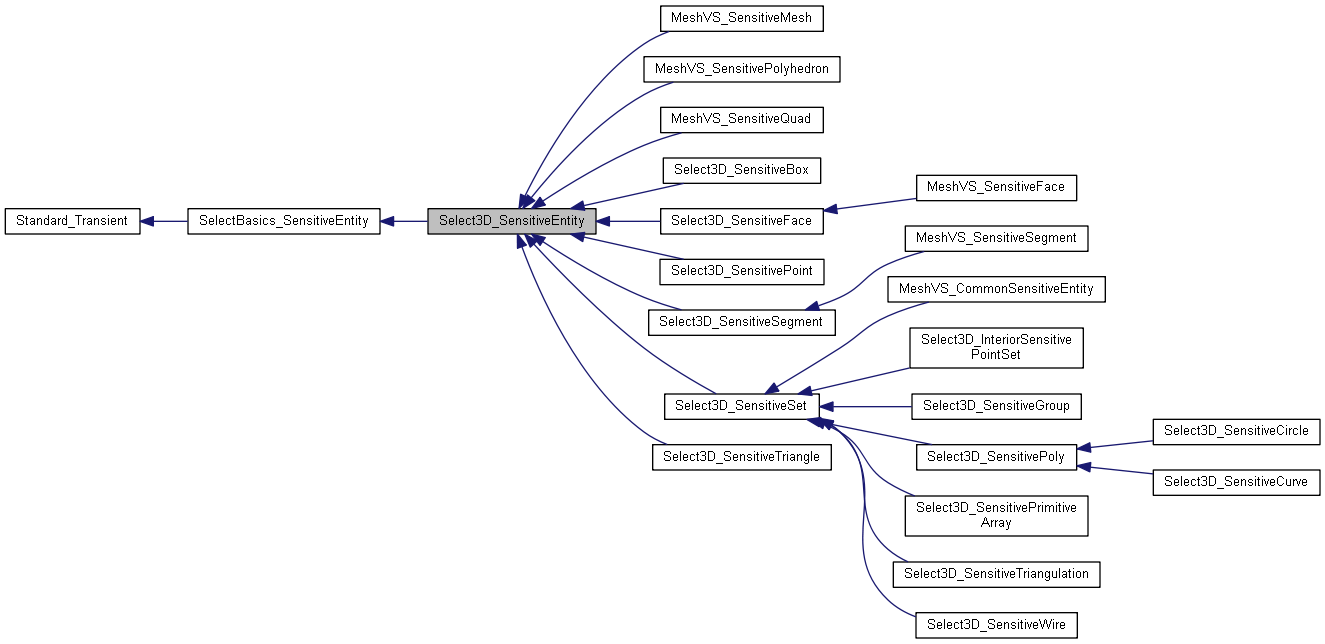 MeshVS_SensitiveMesh
MeshVS_SensitivePolyhedron
MeshVS_SensitiveQuad
Select3D_SensitiveBox
MeshVS_SensitiveFace
Standard_Transient
SelectBasics_SensitiveEntity
Select3D_SensitiveEntity
Select3D_SensitiveFace
MeshVS_SensitiveSegment
Select3D_SensitivePoint
MeshVS_CommonSensitiveEntity
Select3D_SensitiveSegment
Select3D_InteriorSensitive
PointSet
Select3D_SensitiveSet
Select3D_SensitiveGroup
Select3D_SensitiveCircle
Select3D_SensitiveTriangle
Select3D_SensitivePoly
Select3D_SensitiveCurve
Select3D_SensitivePrimitive
Array
Select3D_SensitiveTriangulation
Select3D_SensitiveWire